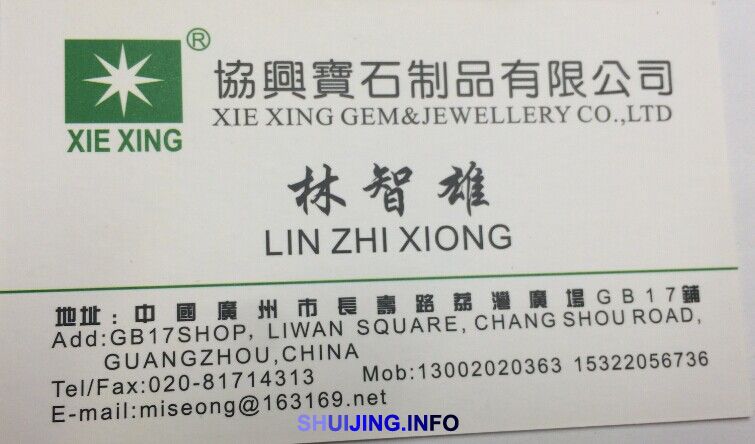 ®
XIE XING
協興寶石制品有限公司
XIE XING GEM&JEWELLERY CO.,LTD
林智雄
LIN ZHI XIONG
地址:中國廣州市長壽路荔灣廣場GB17鋪
Add:GB17SHOP, LIWAN SQUARE, CHANG SHOU ROAD,
GUANGZHOU,CHINA
Tel/Fax:020-81714313 Mob:13002020363 15322056736
E-mail:miseong@163169.net
SHUIJING.INFO